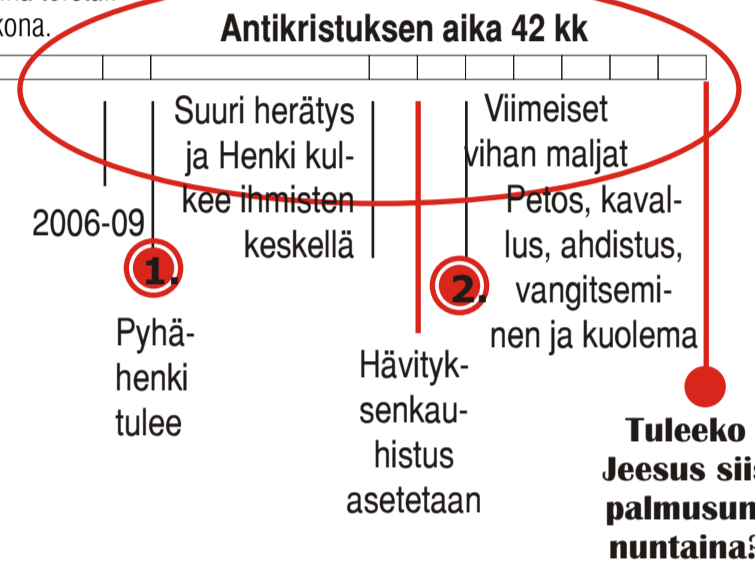 kona.
Antikristuksen aika 42 kk
Suuri herätys
ja Henki kul-
kee ihmisten
keskellä
Viimeiset
vihan maljat
Petos, kaval-
lus, ahdistus,
vangitsemi-
nen ja kuolema
2006-09
1.
2.
Pyhä-
henki
tulee
Hävityk-
senkau-
histus
asetetaan
Tuleeko
Jeesus siis
palmusun
nuntaina?